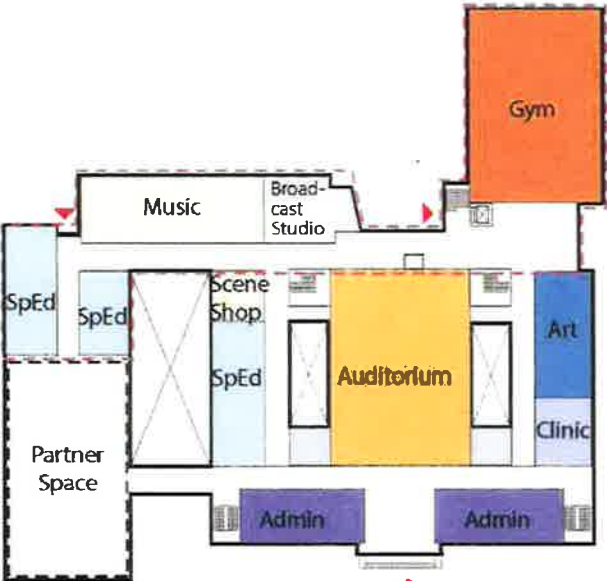 Gym
Music
Broad-
cast
Studio
SpEd
SpEd
Scene
Shop
SpEd
Auditorium
Art
Clinic
Partner
Space
Admin
Admin